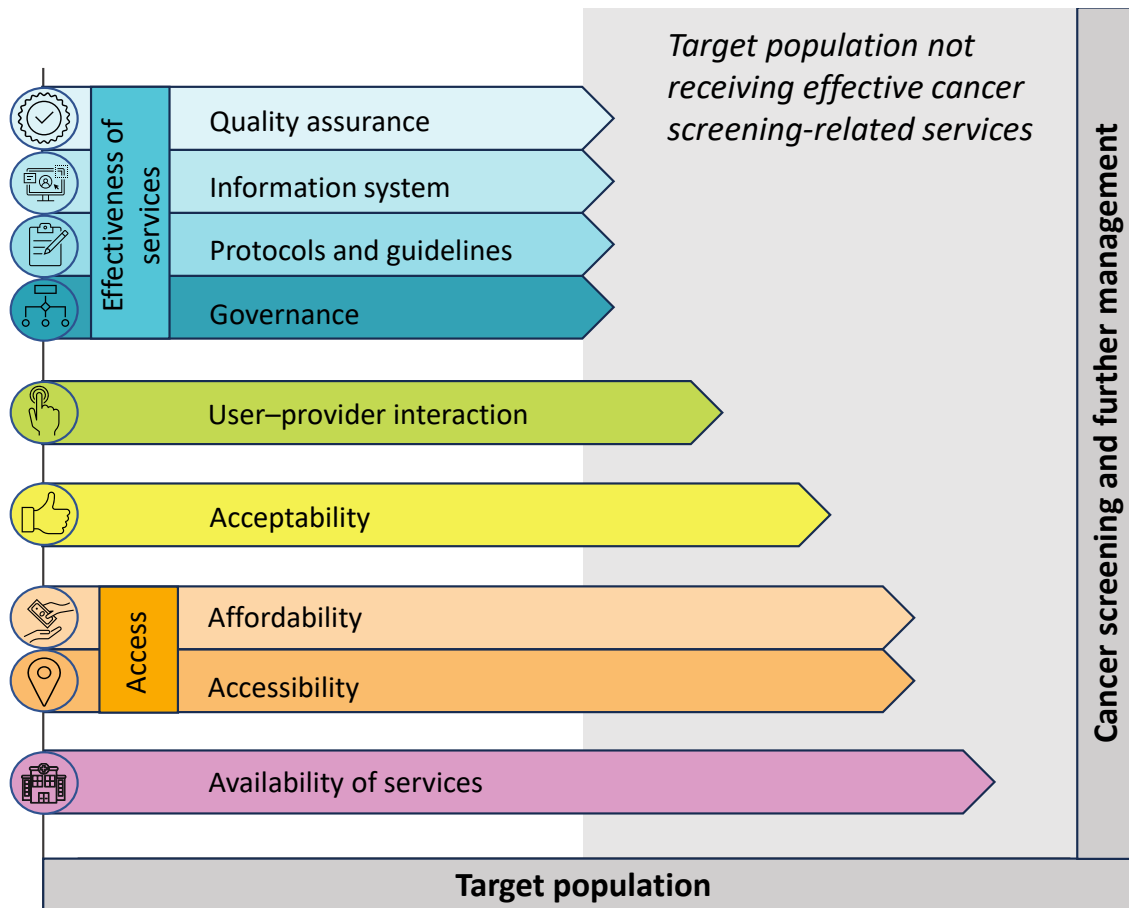 Target population not
receiving effective cancer
screening-related services
Effectiveness of
services
Quality assurance
Information system
Protocols and guidelines
Governance
User–provider interaction
Acceptability
Access
Affordability
Accessibility
Availability of services
Cancer screening and further management
Target population